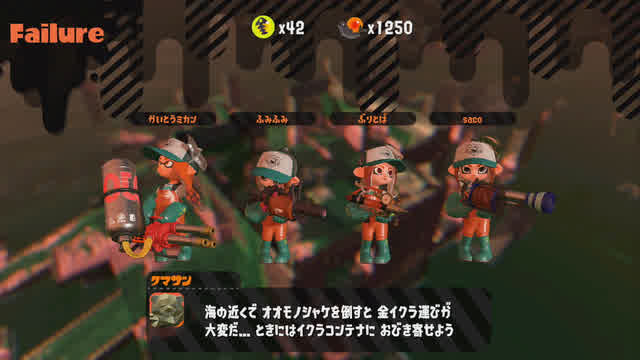 Failure
x42
x1250
かいとうミカン
ふみふみ
ふりとば
saco
クマサン
海の近くで オオモノシャケを倒すと 金イクラ運びが
大変だ... ときにはイクラコンテナに おびき寄せよう